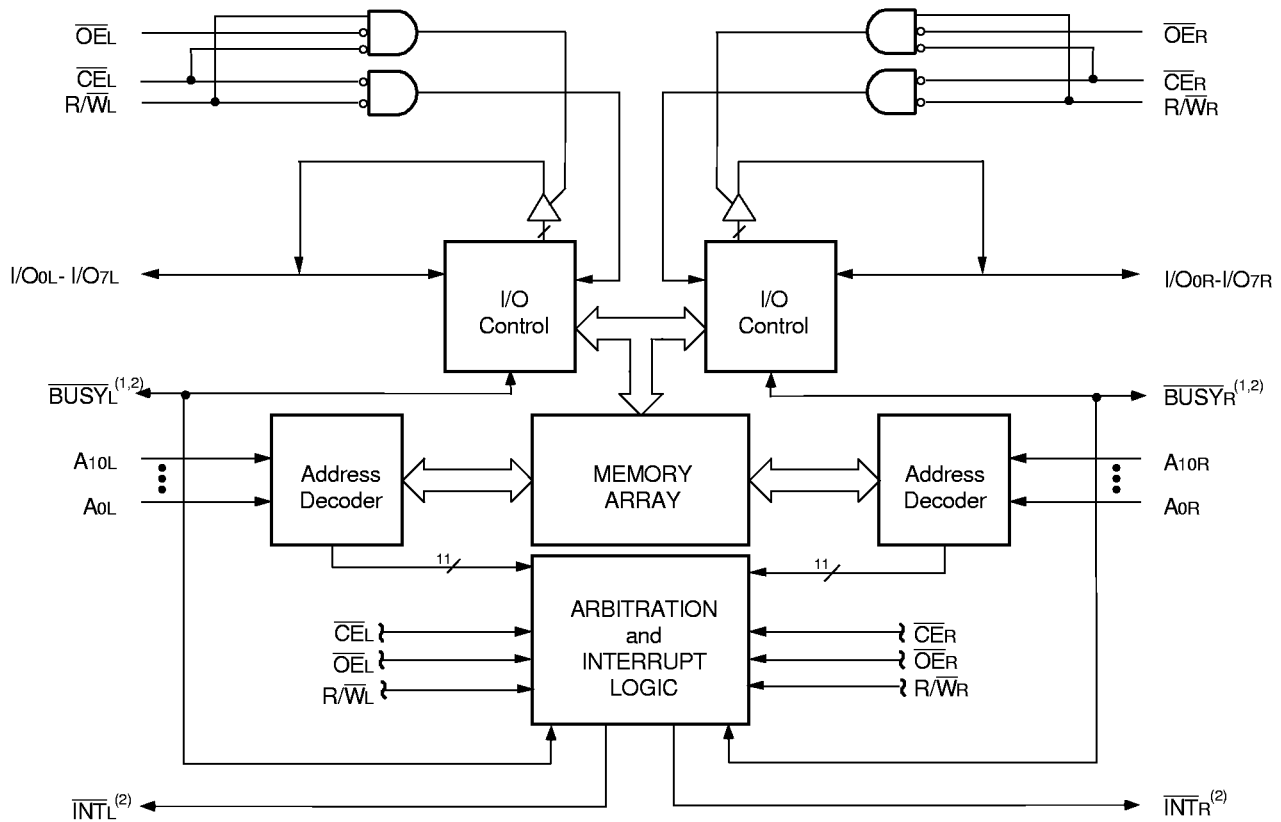 OEL
OER
CEL
CER
R/WL
R/WR
I/O0L- I/O7L
I/O
Control
I/O
Control
I/O0R-I/O7R
BUSYL(1,2)
BUSYR(1,2)
A10L
A0L
Address
Decoder
MEMORY
ARRAY
Address
Decoder
A10R
A0R
11
11
ARBITRATION
and
INTERRUPT
LOGIC
CEL
OEL
R/WL
CER
OER
R/WR
INTL(2)
INTR(2)